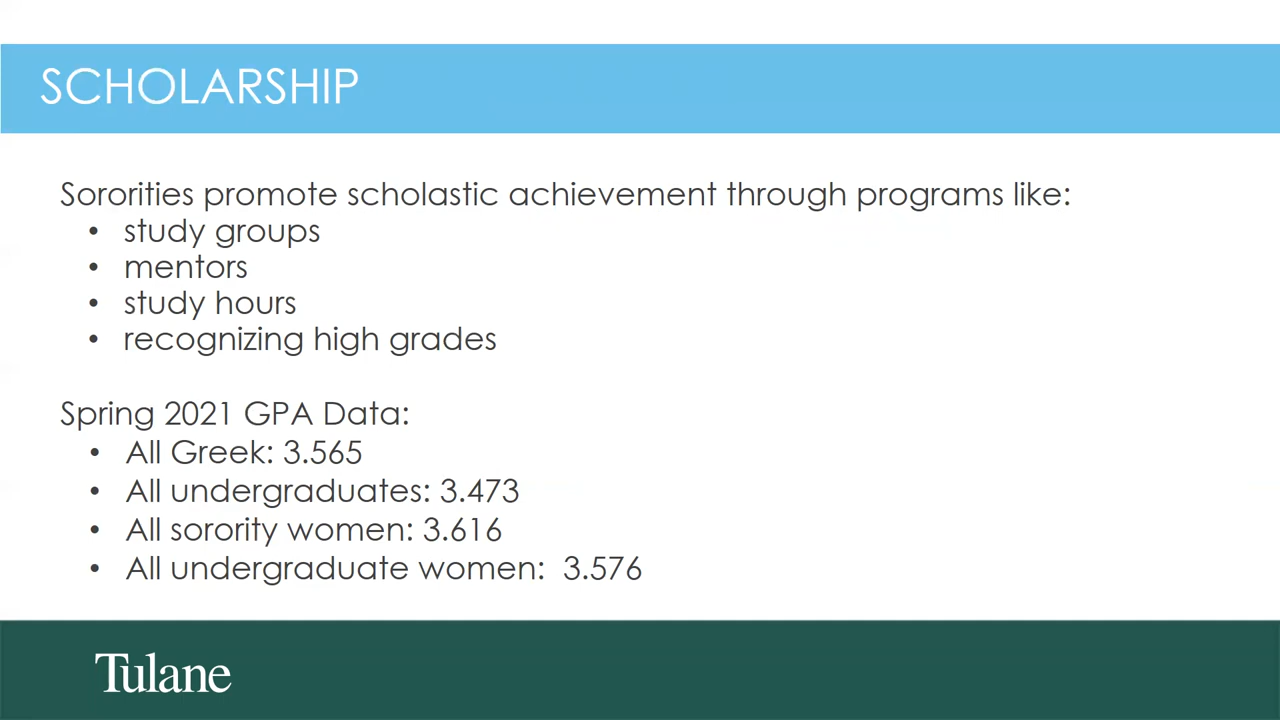 SCHOLARSHIP
Sororities promote scholastic achievement through programs like:
• study groups
• mentors
• study hours
• recognizing high grades
Spring 2021 GPA Data:
• All Greek: 3.565
• All undergraduates: 3.473
• All sorority women: 3.616
• All undergraduate women:  3.576
Tulane